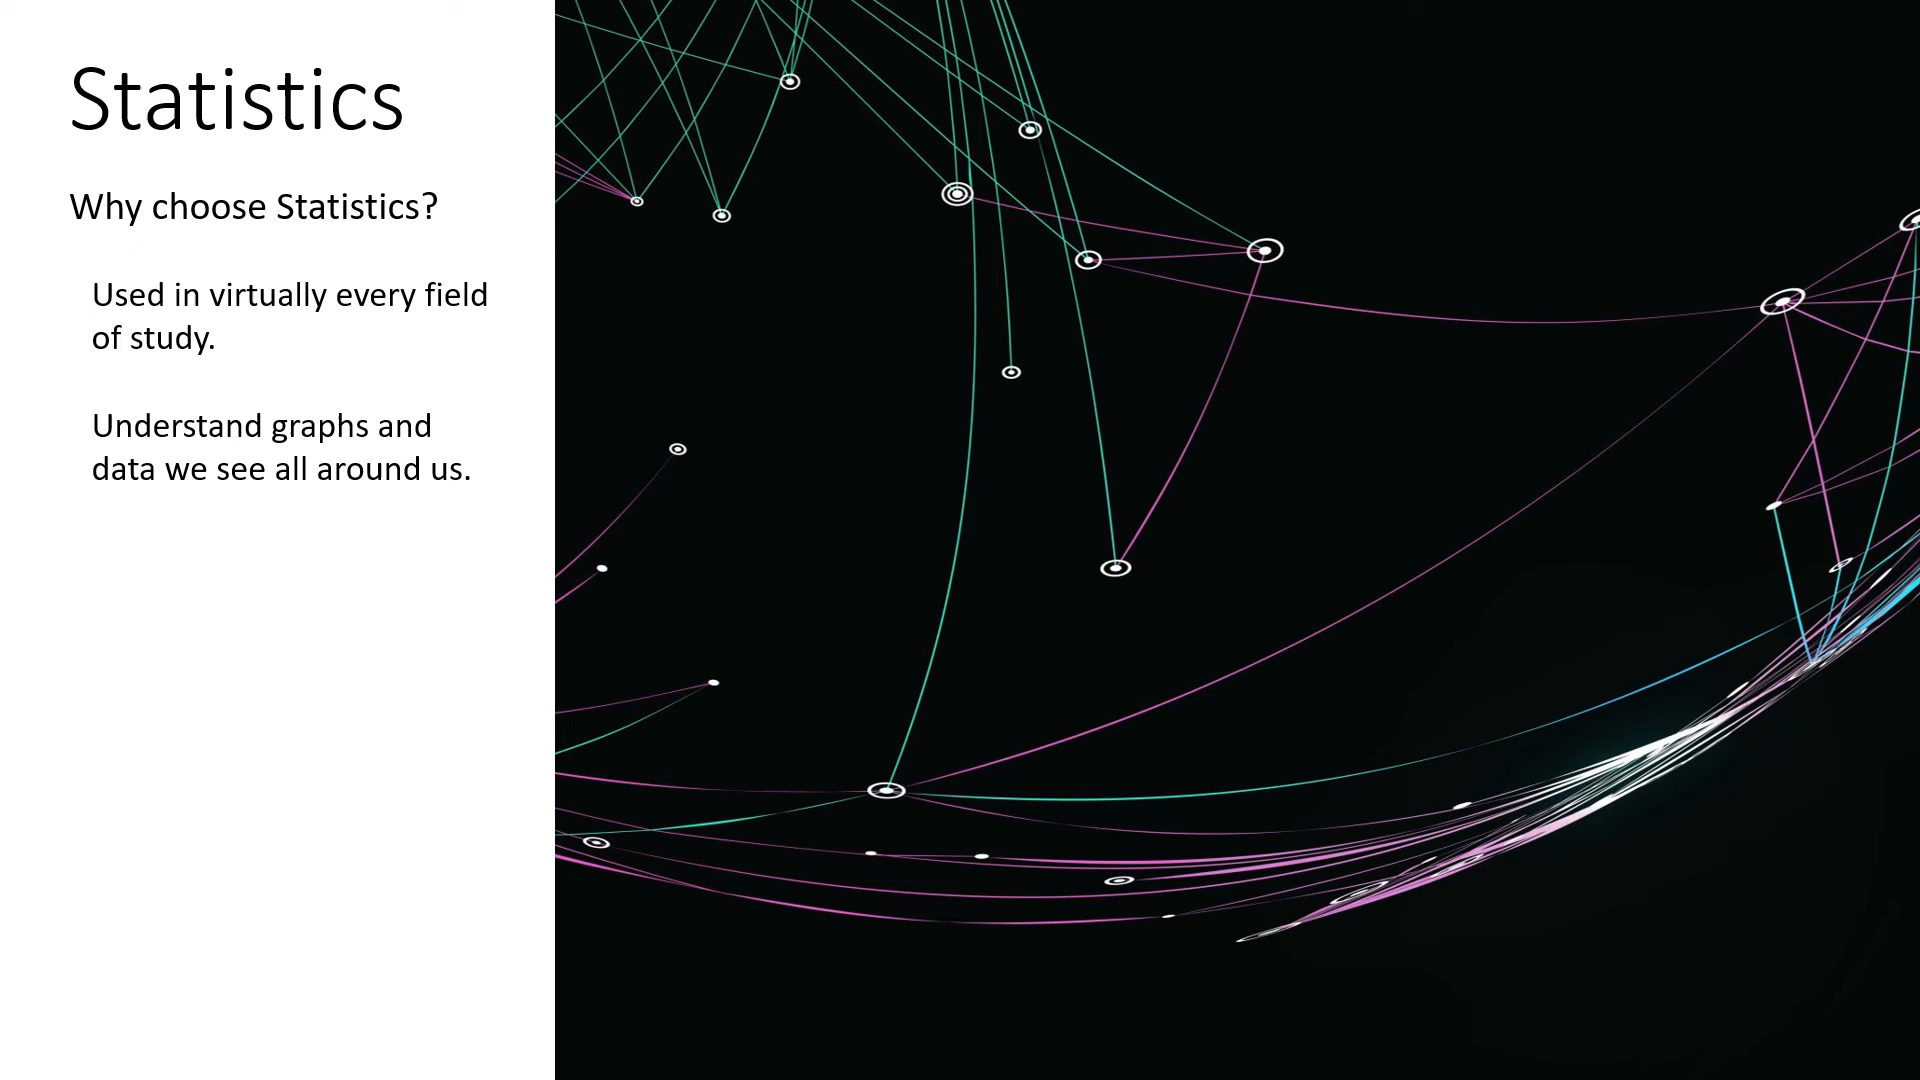 Statistics
Why choose Statistics?
Used in virtually every field
of study.
Understand graphs and
data we see all around us.